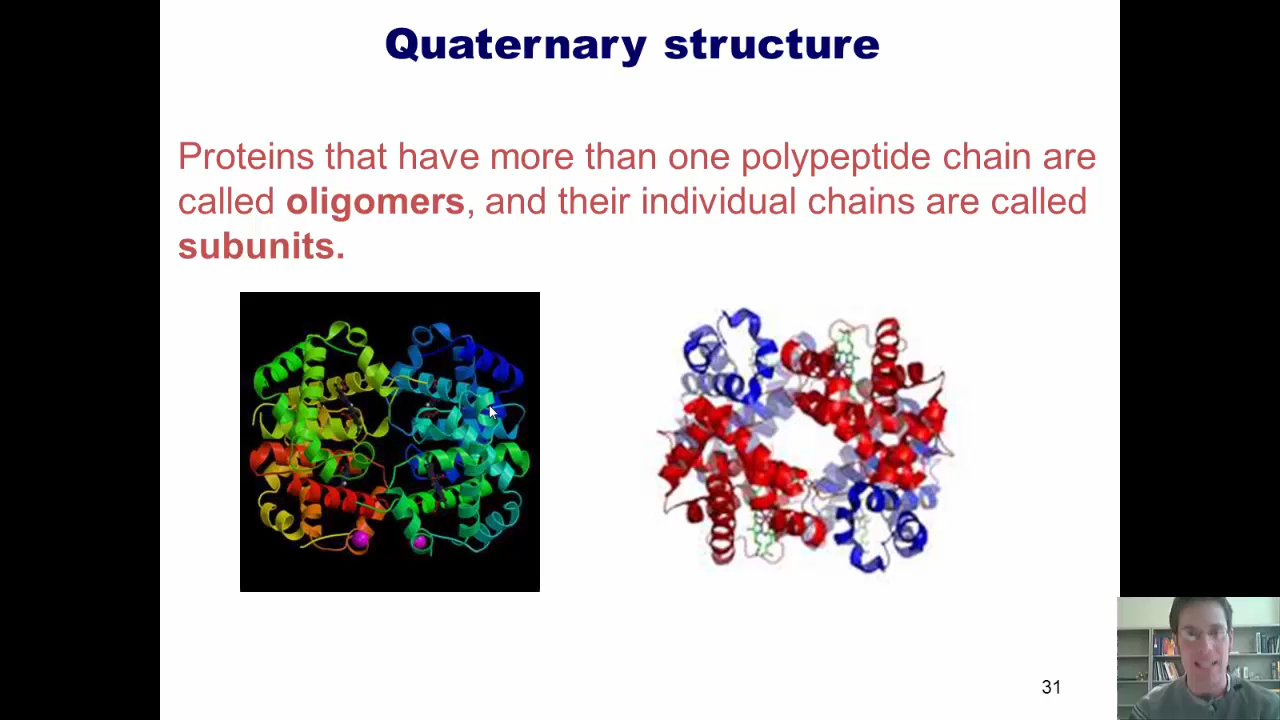 Quaternary structure
Proteins that have more than one polypeptide chain are
called oligomers, and their individual chains are called
subunits.
31